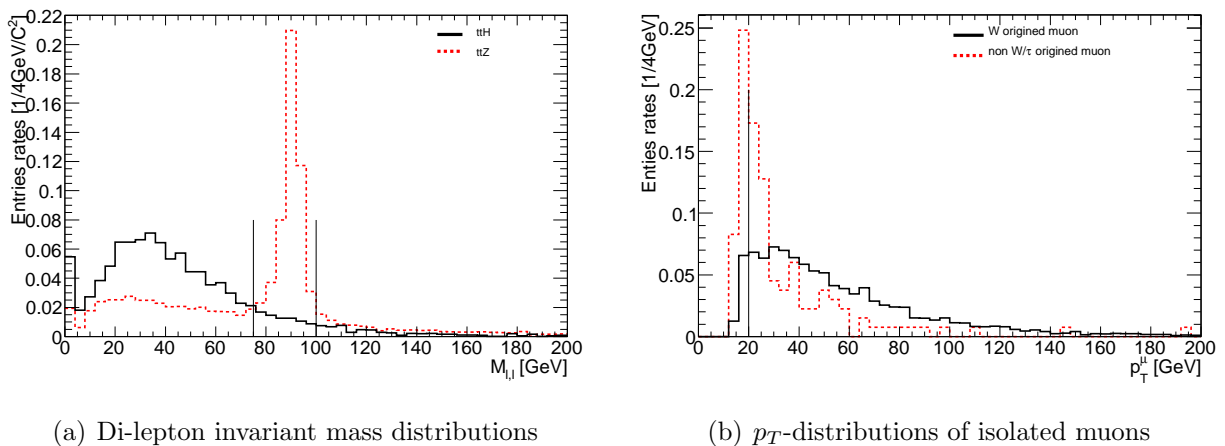 Entries rates [1/4GeV/C²]
0.22
0.2
0.18
0.16
0.14
0.12
0.1
0.08
0.06
0.04
0.02
0
0 20 40 60 80 100 120 140 160 180 200
M_{l,l} [GeV]
ttH
ttZ
(a) Di-lepton invariant mass distributions
Enties rates [1/4GeV]
0.25
0.2
0.15
0.1
0.05
0
0 20 40 60 80 100 120 140 160 180 200
p_T^μ [GeV]
W origined muon
non W/τ origined muon
(b) p_T-distributions of isolated muons